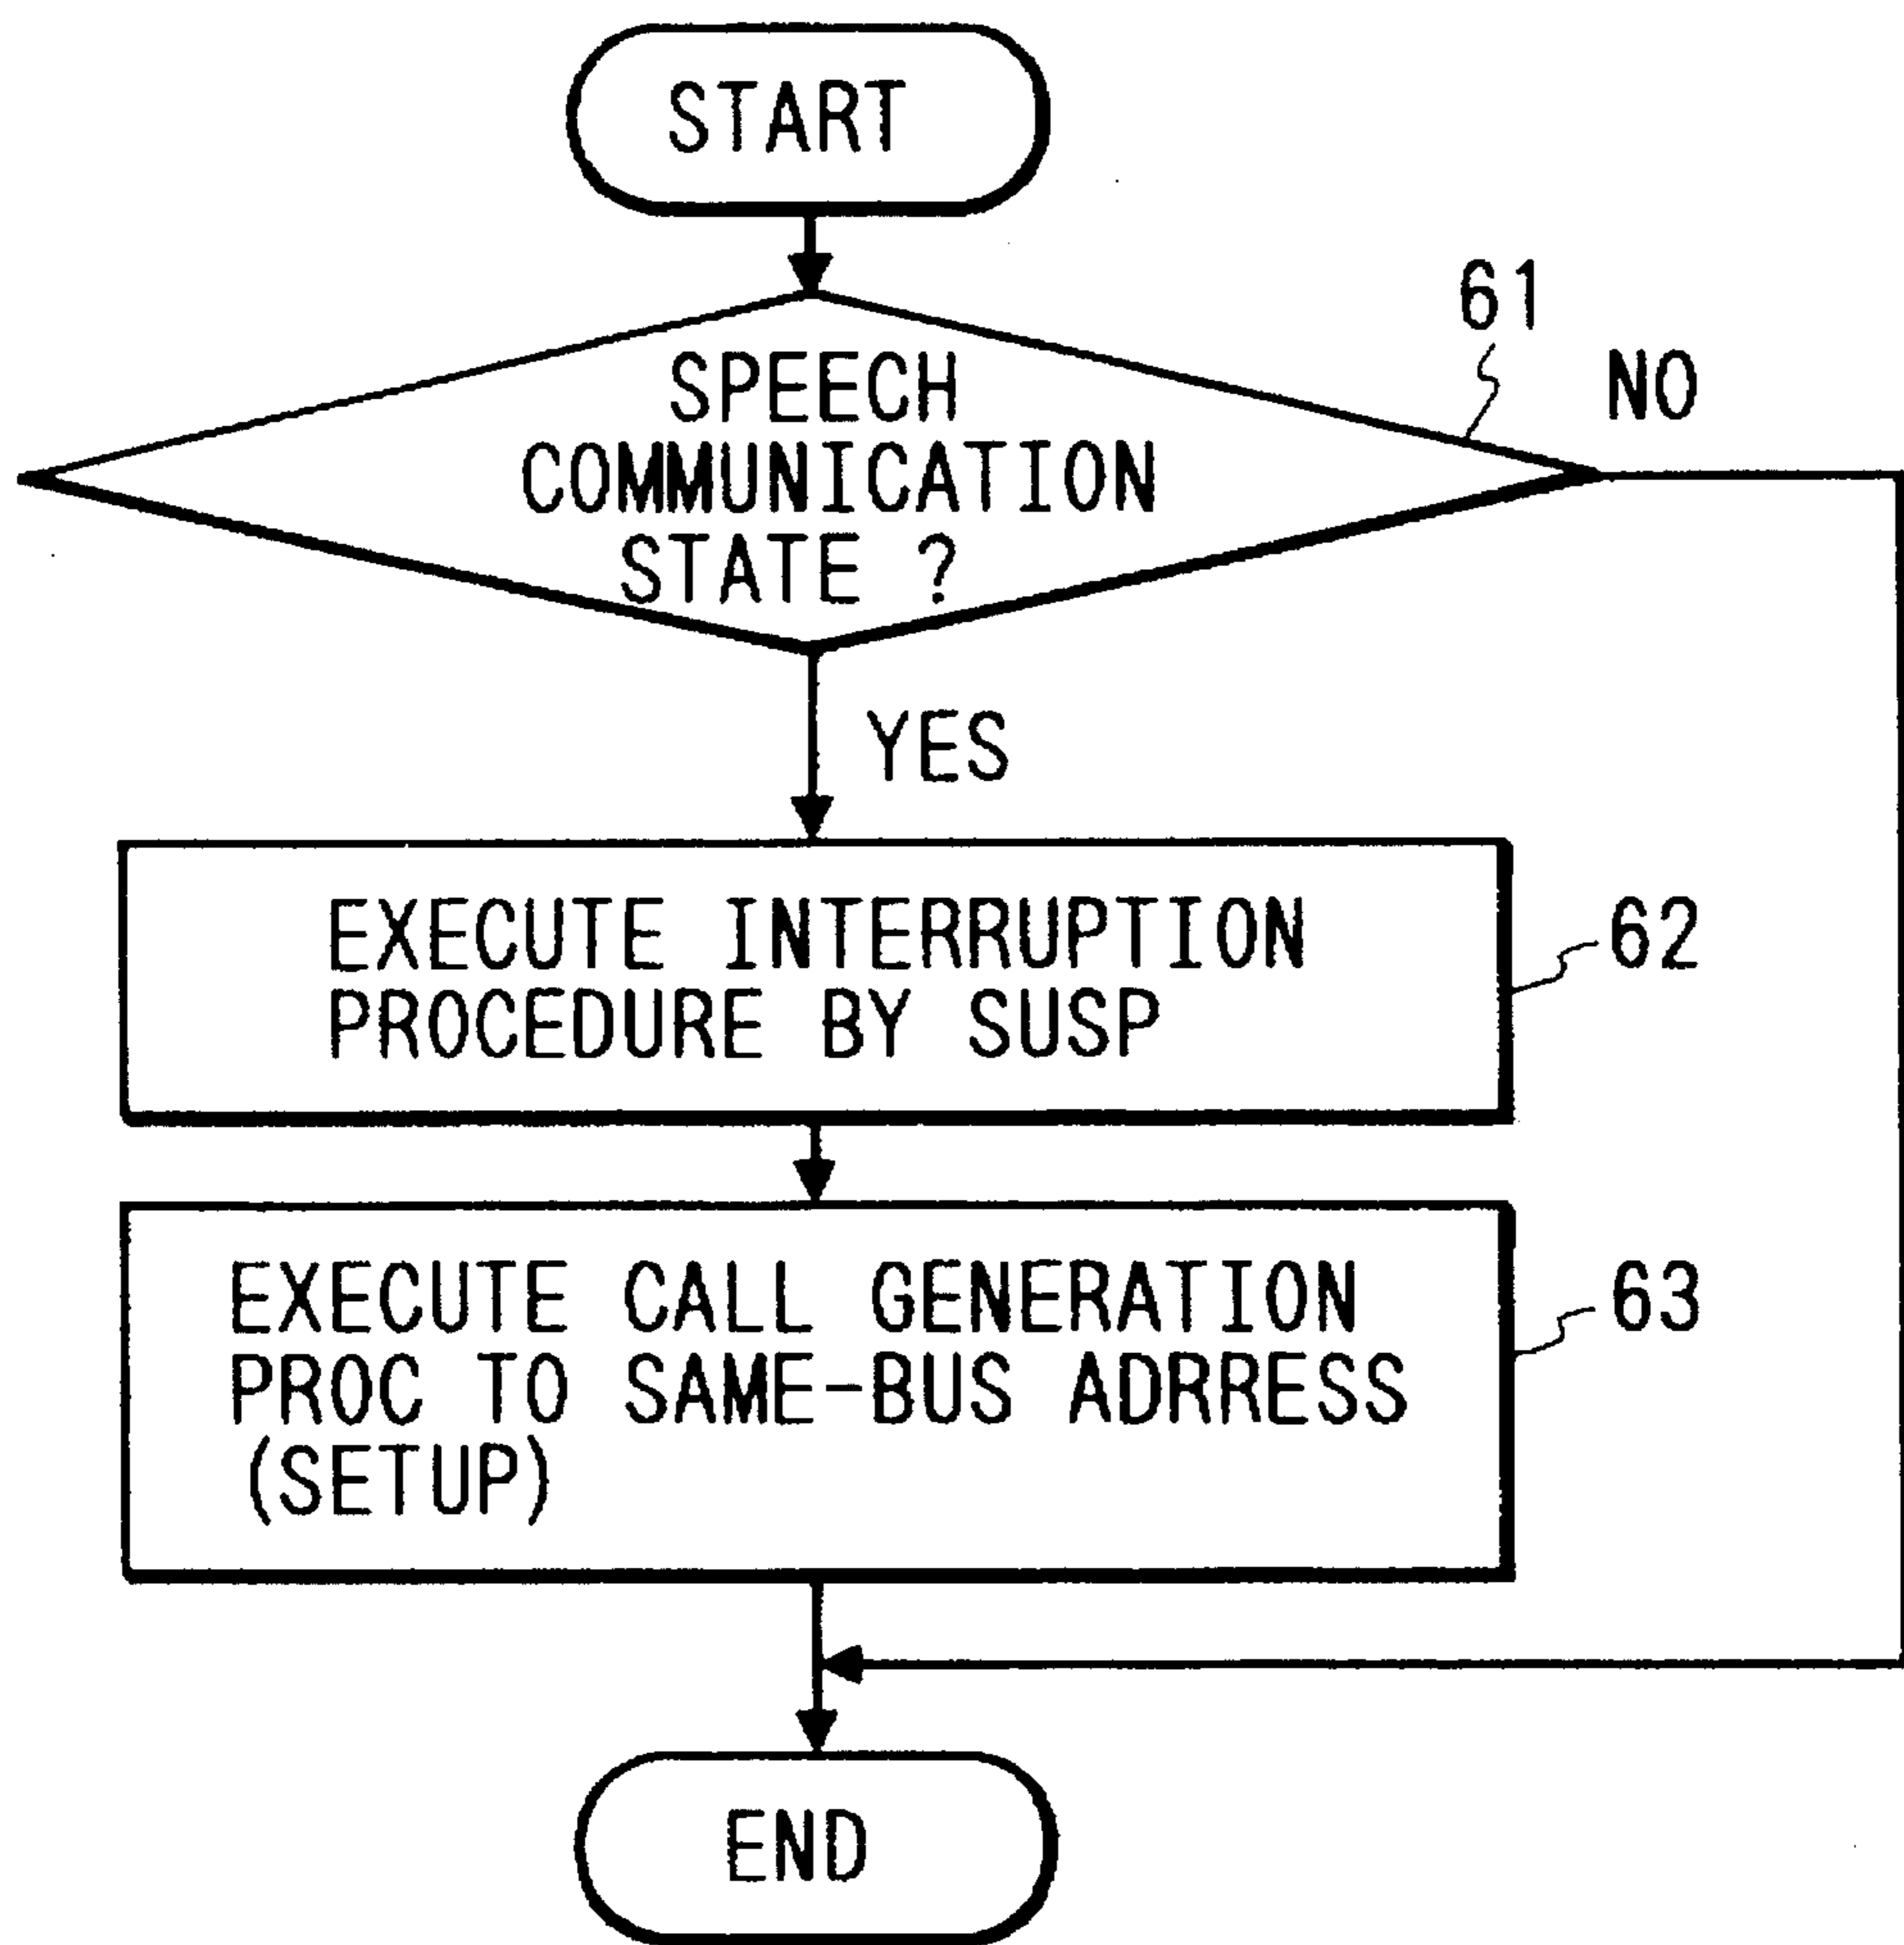 START
61
NO
SPEECH
COMMUNICATION
STATE ?
YES
EXECUTE INTERRUPTION
PROCEDURE BY SUSP
62
EXECUTE CALL GENERATION
PROC TO SAME-BUS ADRRESS
(SETUP)
63
END